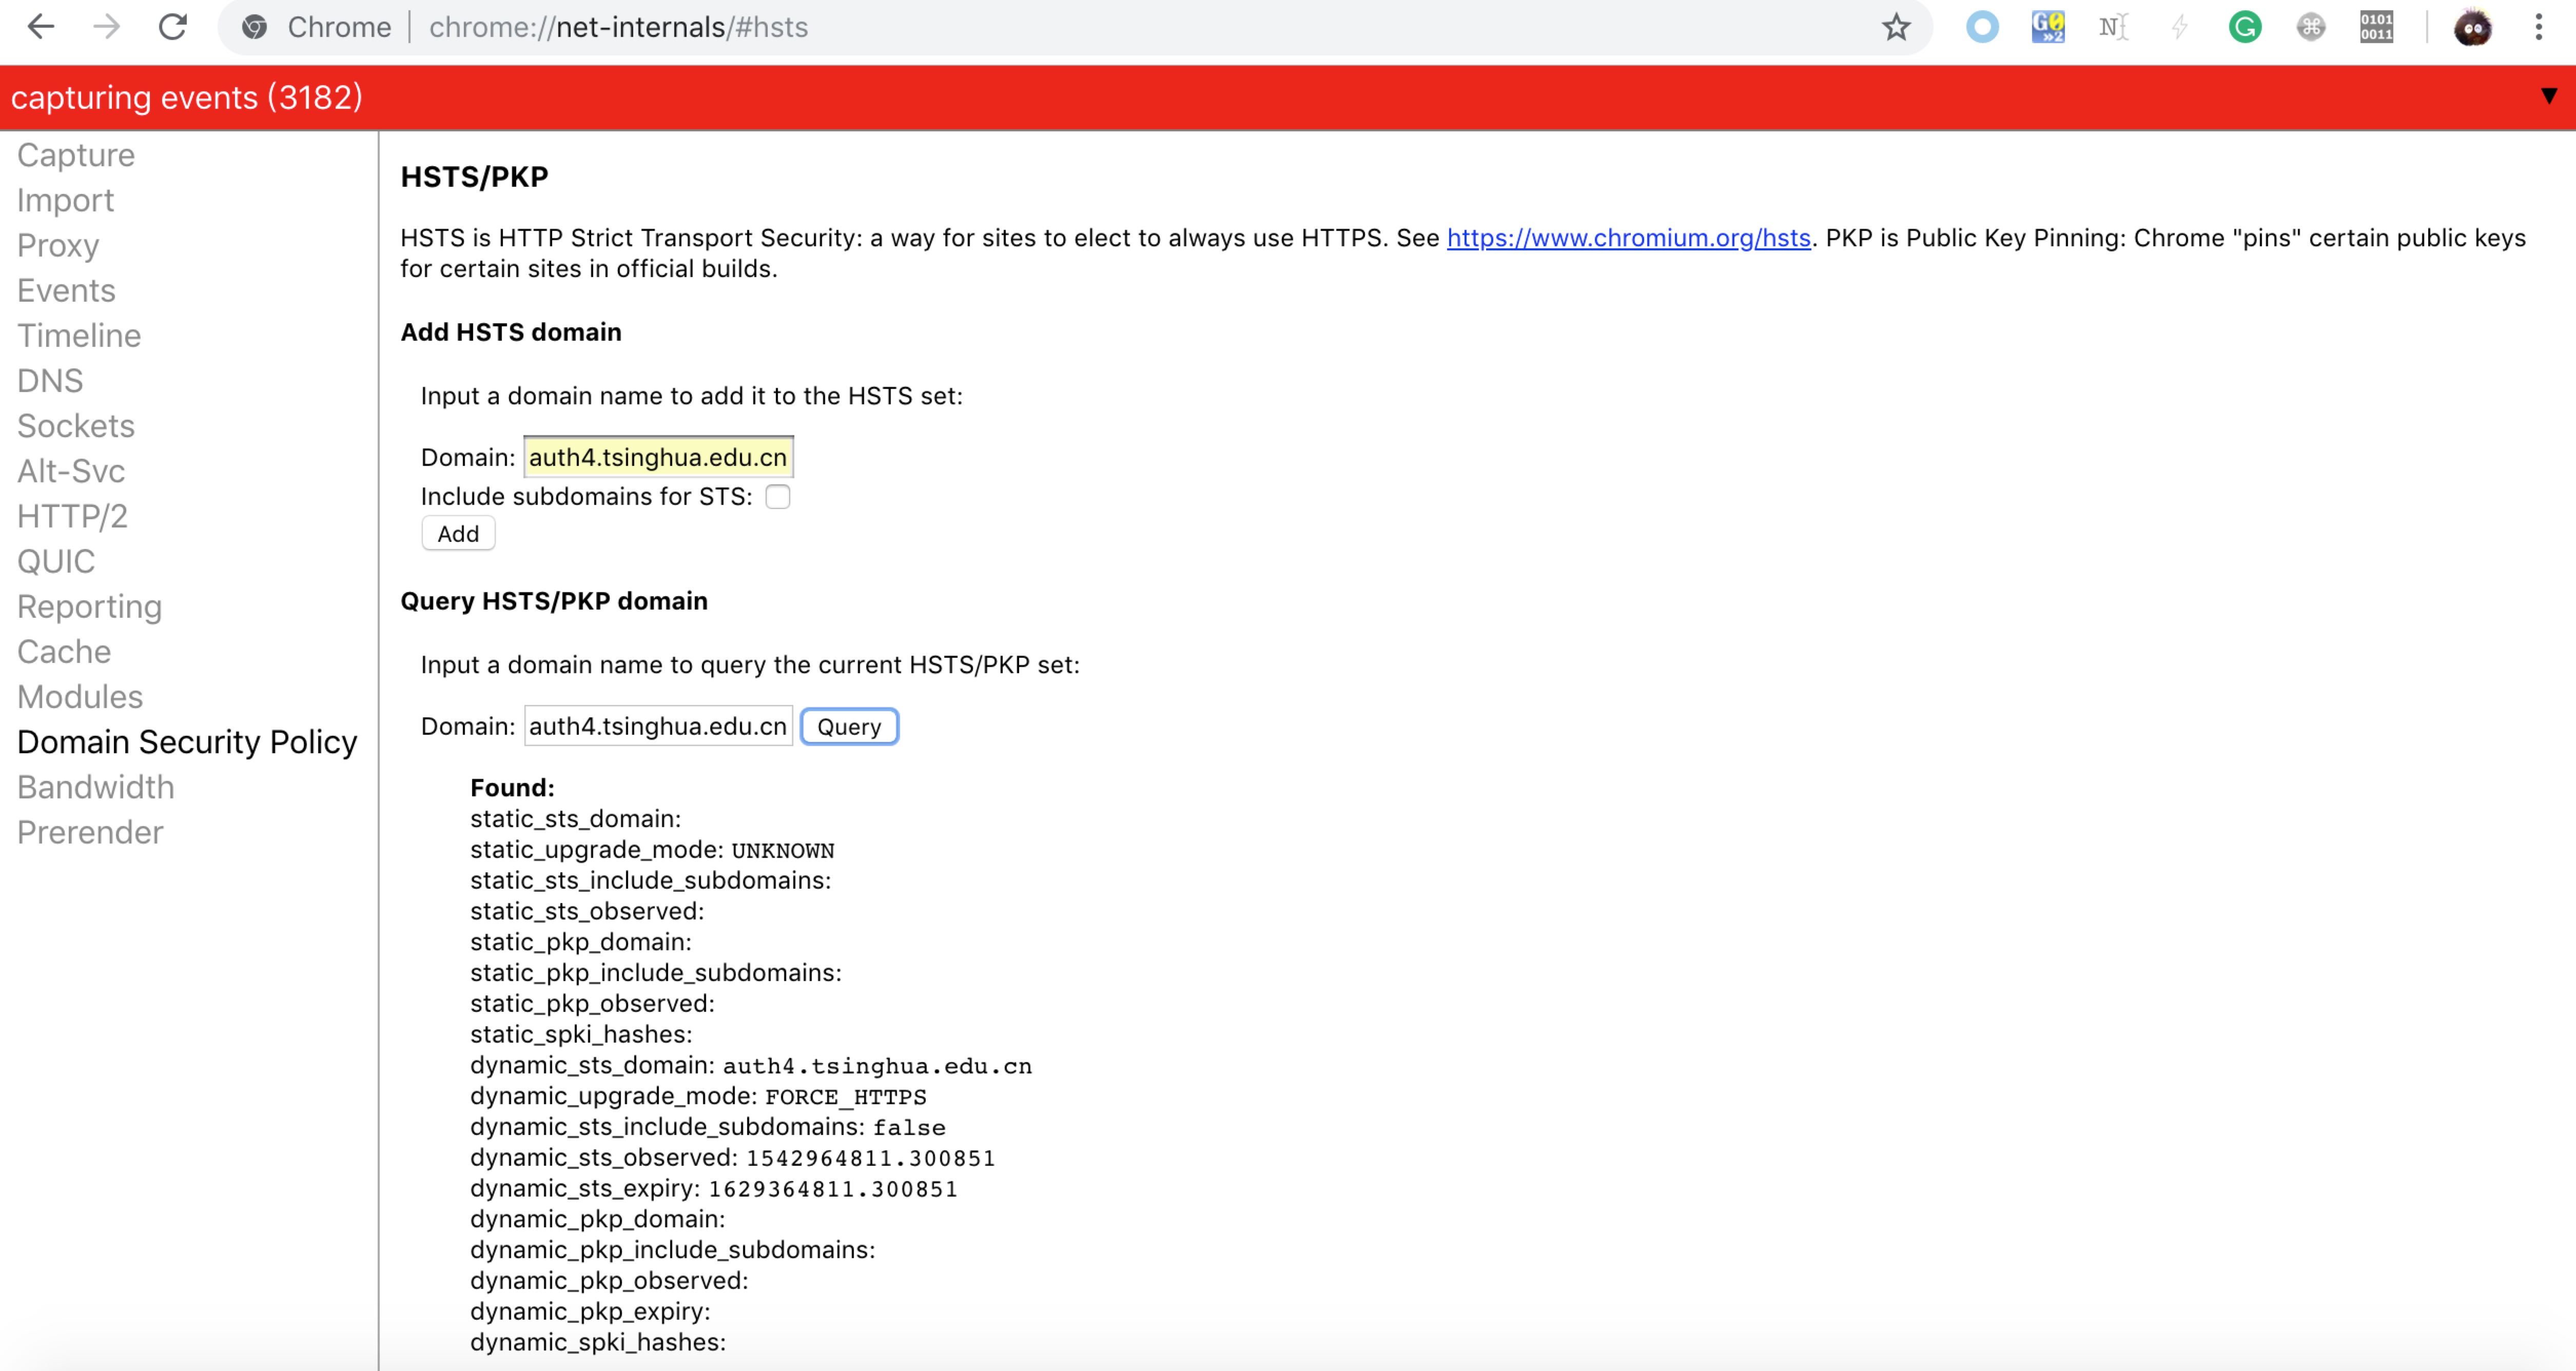 Chrome | chrome://net-internals/#hsts
GO »2
N
G
⌘
0101
0011
capturing events (3182)
▼
Capture
Import
Proxy
Events
Timeline
DNS
Sockets
Alt-Svc
HTTP/2
QUIC
Reporting
Cache
Modules
Domain Security Policy
Bandwidth
Prerender
HSTS/PKP
HSTS is HTTP Strict Transport Security: a way for sites to elect to always use HTTPS. See https://www.chromium.org/hsts. PKP is Public Key Pinning: Chrome "pins" certain public keys
for certain sites in official builds.
Add HSTS domain
Input a domain name to add it to the HSTS set:
Domain: auth4.tsinghua.edu.cn
Include subdomains for STS:
Add
Query HSTS/PKP domain
Input a domain name to query the current HSTS/PKP set:
Domain: auth4.tsinghua.edu.cn Query
Found:
static_sts_domain:
static_upgrade_mode: UNKNOWN
static_sts_include_subdomains:
static_sts_observed:
static_pkp_domain:
static_pkp_include_subdomains:
static_pkp_observed:
static_spki_hashes:
dynamic_sts_domain: auth4.tsinghua.edu.cn
dynamic_upgrade_mode: FORCE_HTTPS
dynamic_sts_include_subdomains: false
dynamic_sts_observed: 1542964811.300851
dynamic_sts_expiry: 1629364811.300851
dynamic_pkp_domain:
dynamic_pkp_include_subdomains:
dynamic_pkp_observed:
dynamic_pkp_expiry:
dynamic_spki_hashes: